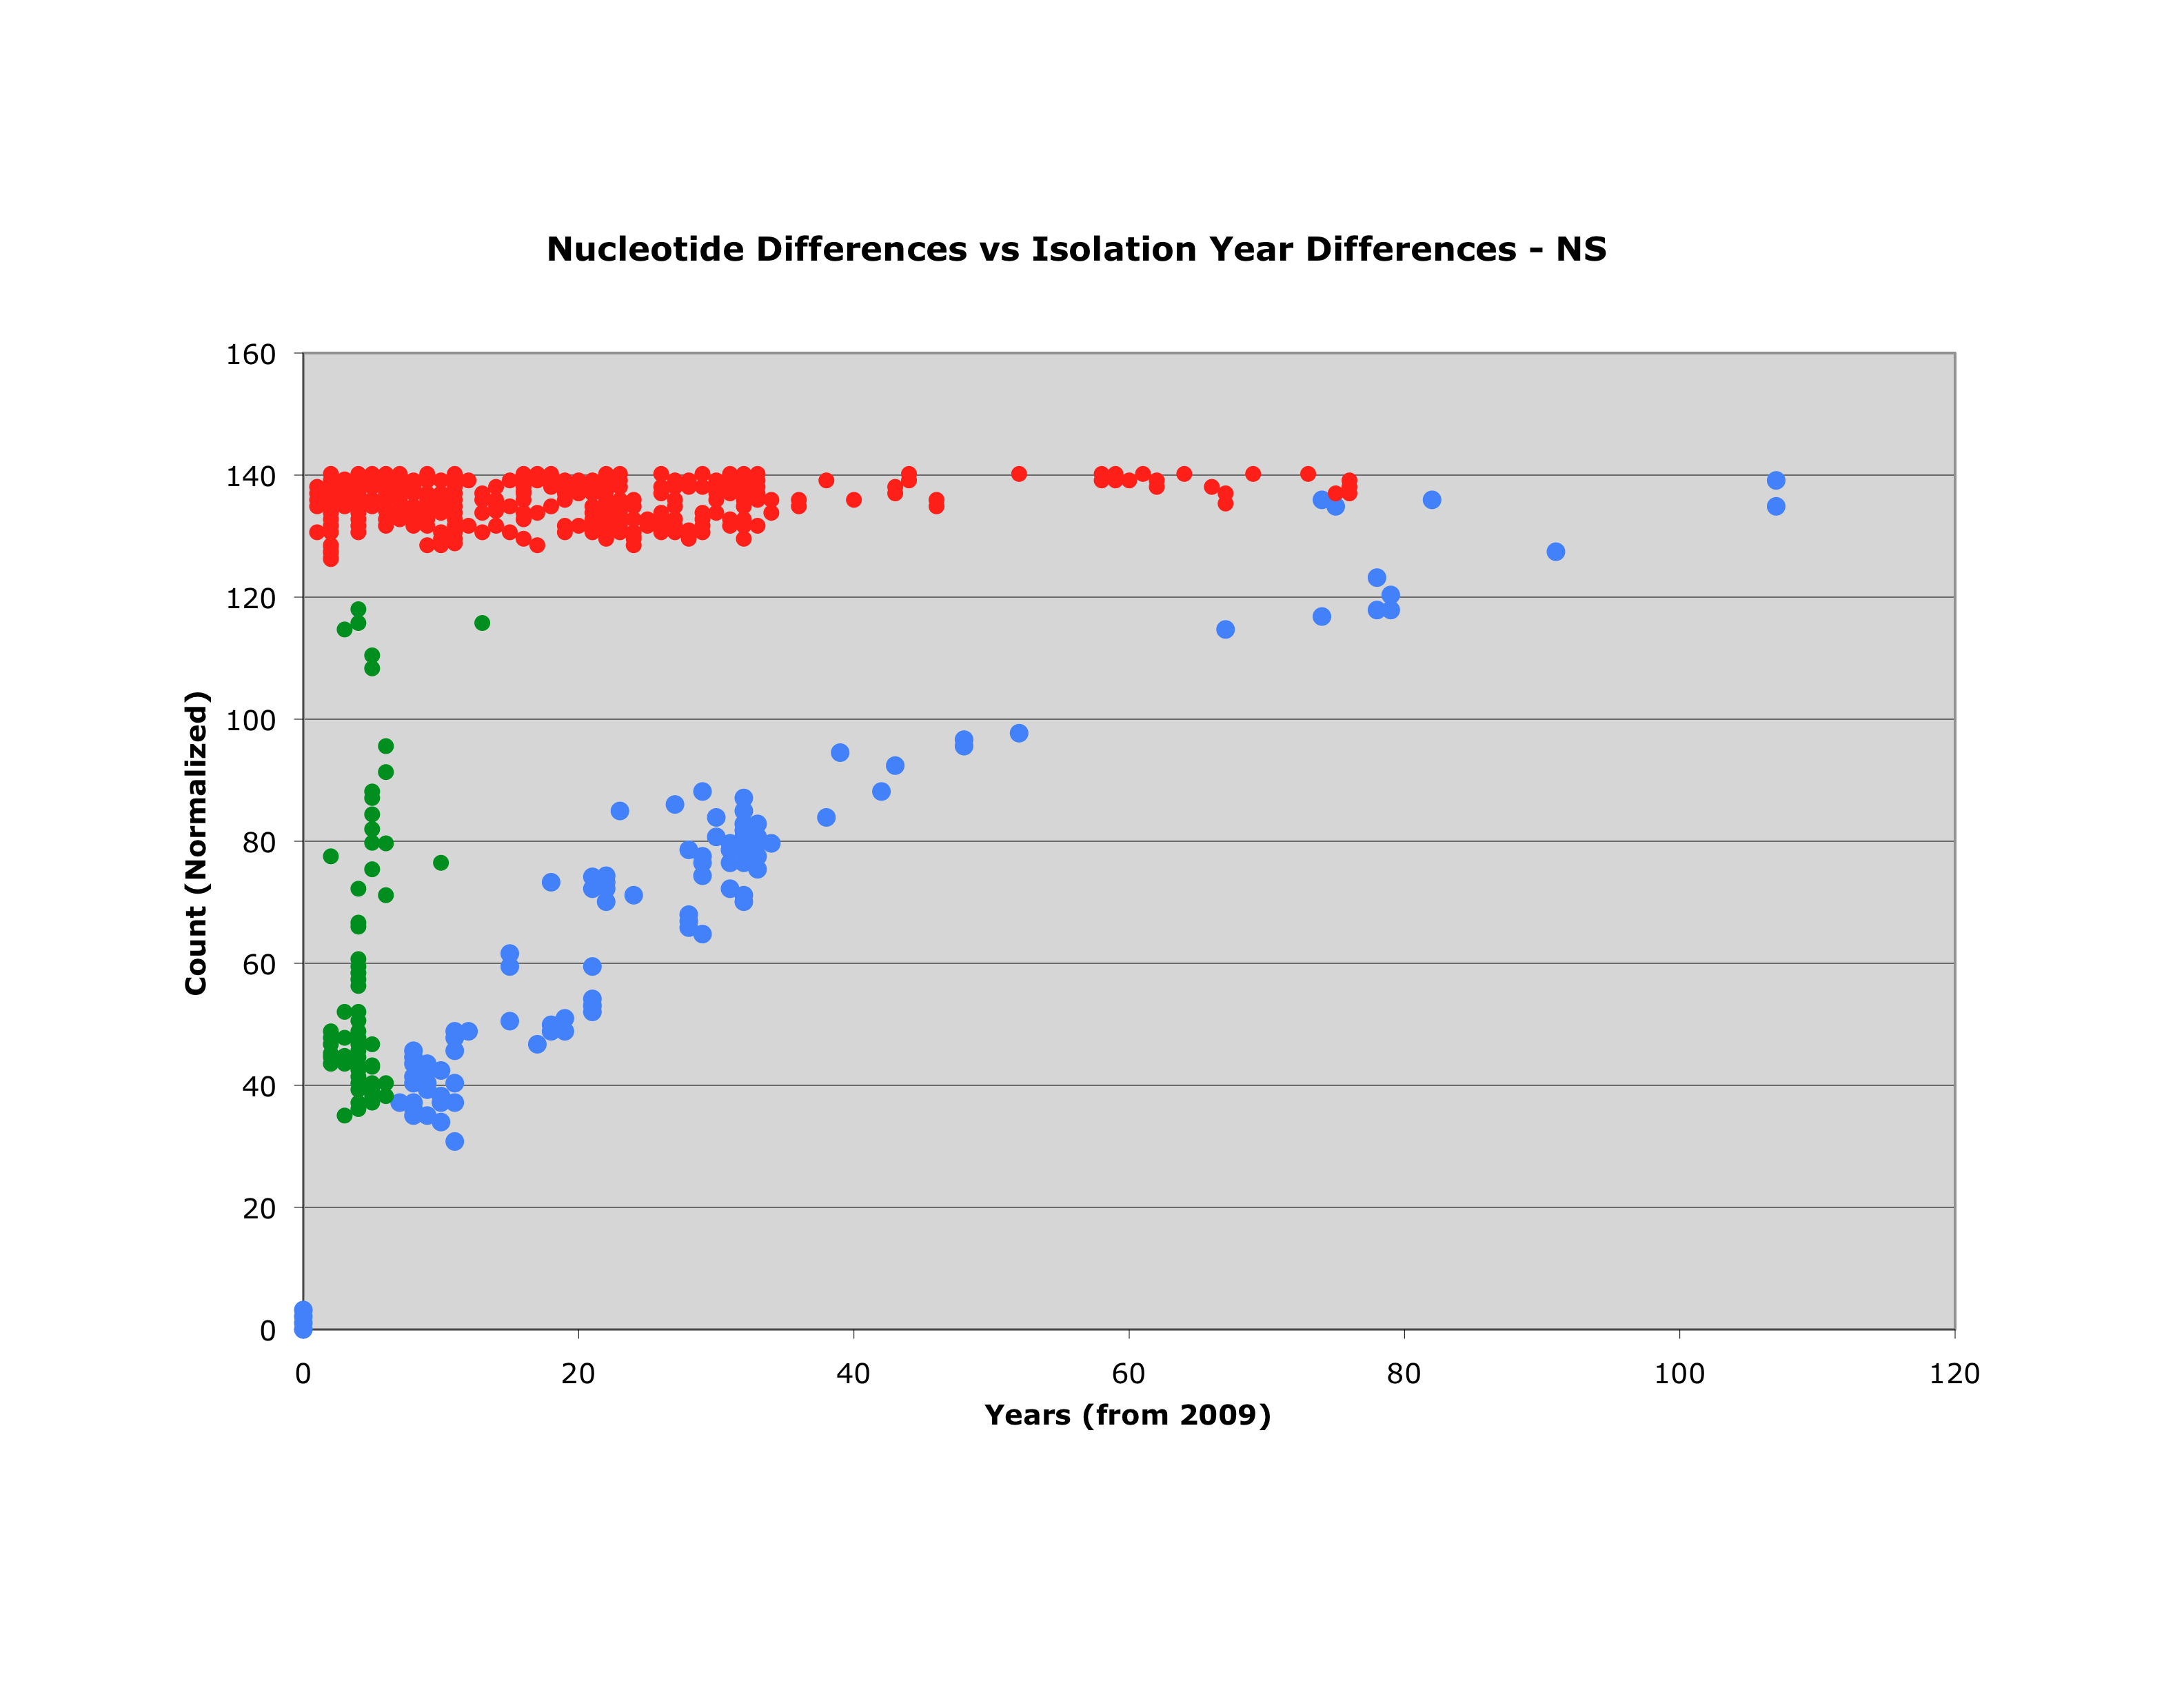 Nucleotide Differences vs Isolation Year Differences - NS
160
140
120
100
80
60
40
20
0
Count (Normalized)
0 20 40 60 80 100 120
Years (from 2009)